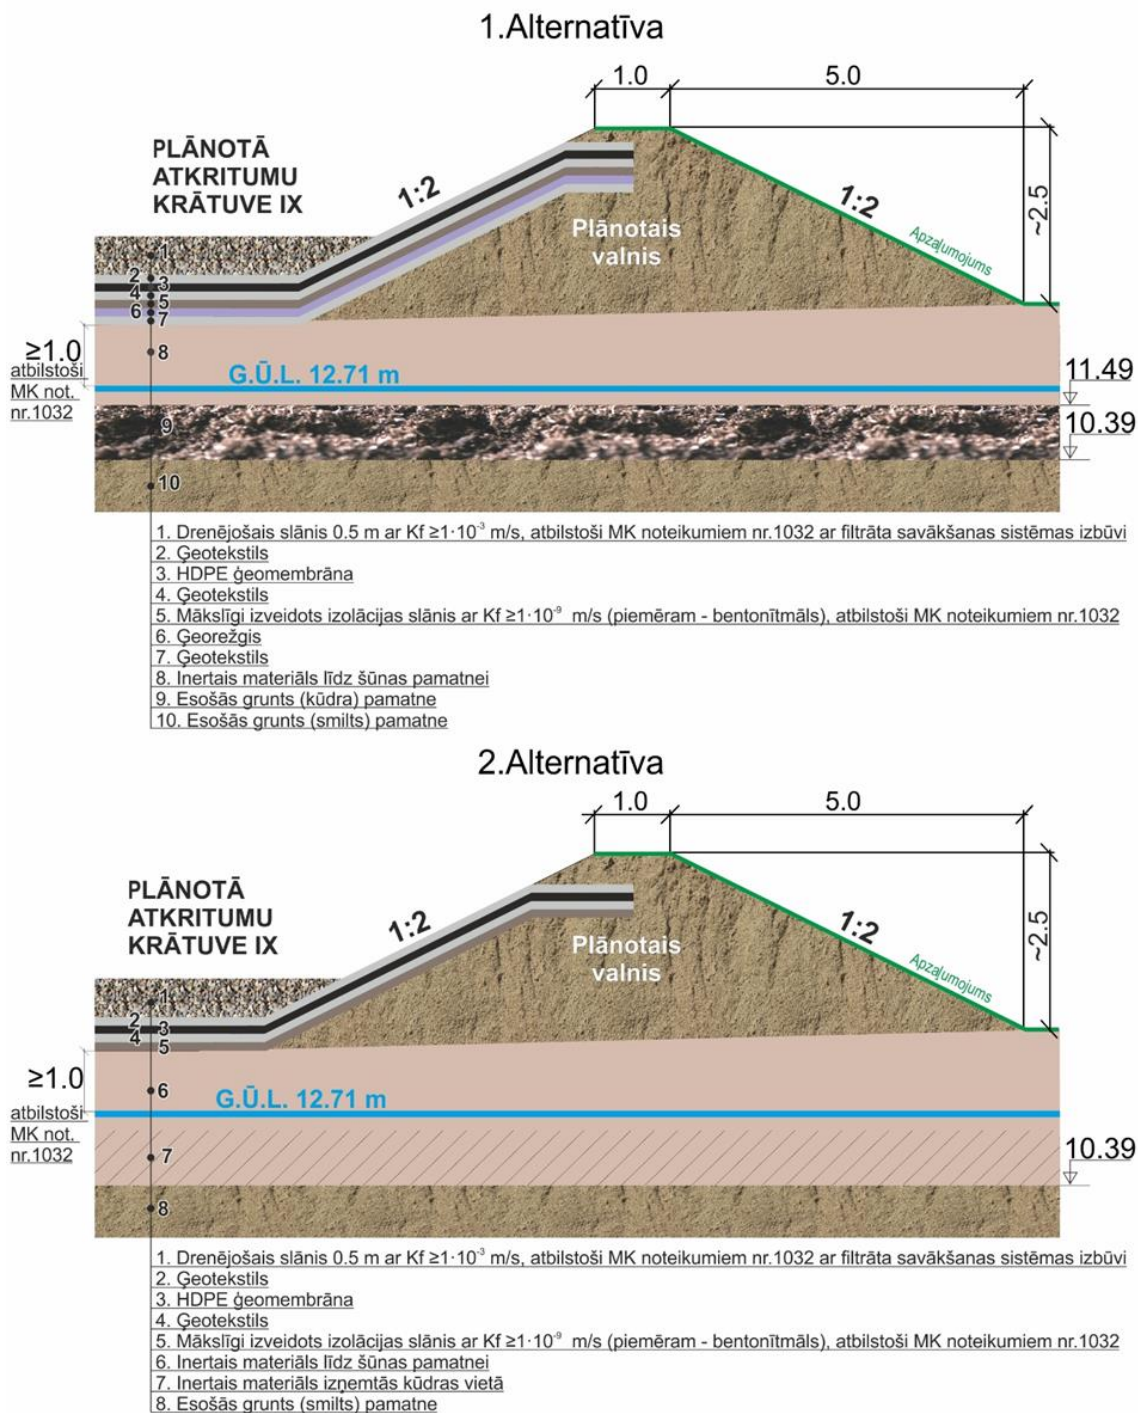 1.Alternatīva
1.0
5.0
PLĀNOTĀ
ATKRITUMU
KRĀTUVE IX
1:2
1:2
~2.5
Plānotais
valnis
Apzaļumojums
1
2
3
4
5
6
7
≥1.0
8
atbilstoši
MK not.
nr.1032
G.Ū.L. 12.71 m
11.49
9
10.39
10
1. Drenējošais slānis 0.5 m ar Kf ≥1·10⁻³ m/s, atbilstoši MK noteikumiem nr.1032 ar filtrāta savākšanas sistēmas izbūvi
2. Ģeotekstils
3. HDPE ģeomembrāna
4. Ģeotekstils
5. Mākslīgi izveidots izolācijas slānis ar Kf ≥1·10⁻⁹ m/s (piemēram - bentonītmāls), atbilstoši MK noteikumiem nr.1032
6. Georežgis
7. Ģeotekstils
8. Inertais materiāls līdz šūnas pamatnei
9. Esošās grunts (kūdra) pamatne
10. Esošās grunts (smilts) pamatne
2.Alternatīva
1.0
5.0
PLĀNOTĀ
ATKRITUMU
KRĀTUVE IX
1:2
1:2
~2.5
Plānotais
valnis
Apzaļumojums
1
2
3
4
5
≥1.0
6
atbilstoši
MK not.
nr.1032
G.Ū.L. 12.71 m
7
10.39
8
1. Drenējošais slānis 0.5 m ar Kf ≥1·10⁻³ m/s, atbilstoši MK noteikumiem nr.1032 ar filtrāta savākšanas sistēmas izbūvi
2. Ģeotekstils
3. HDPE ģeomembrāna
4. Ģeotekstils
5. Mākslīgi izveidots izolācijas slānis ar Kf ≥1·10⁻⁹ m/s (piemēram - bentonītmāls), atbilstoši MK noteikumiem nr.1032
6. Inertais materiāls līdz šūnas pamatnei
7. Inertais materiāls izņemtās kūdras vietā
8. Esošās grunts (smilts) pamatne